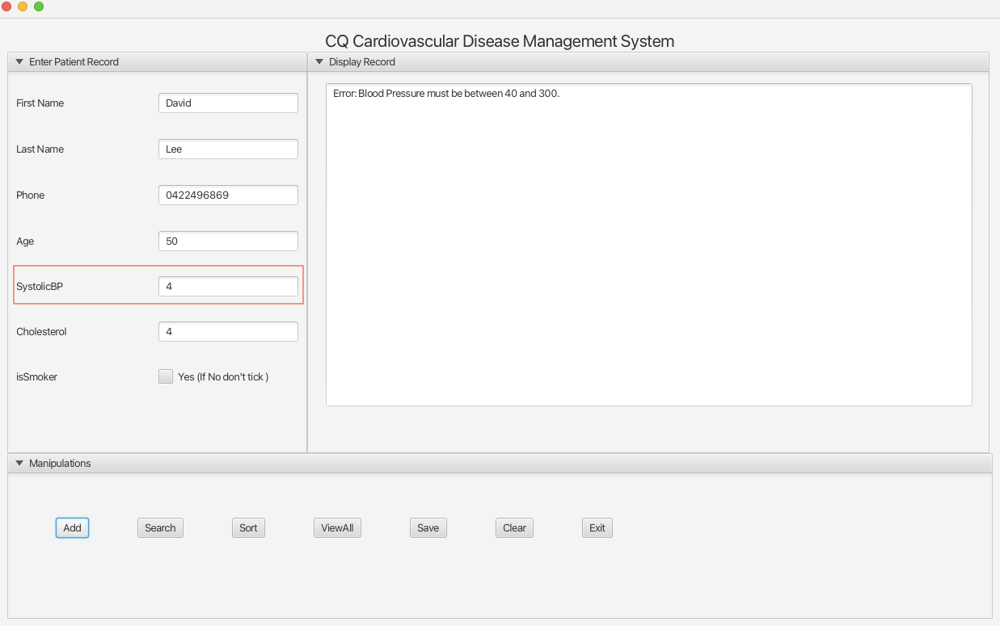 CQ Cardiovascular Disease Management System
Enter Patient Record
First Name David
Last Name Lee
Phone 0422496869
Age 50
SystolicBP 4
Cholesterol 4
isSmoker Yes (If No don't tick )
Display Record
Error: Blood Pressure must be between 40 and 300.
Manipulations
Add Search Sort ViewAll Save Clear Exit